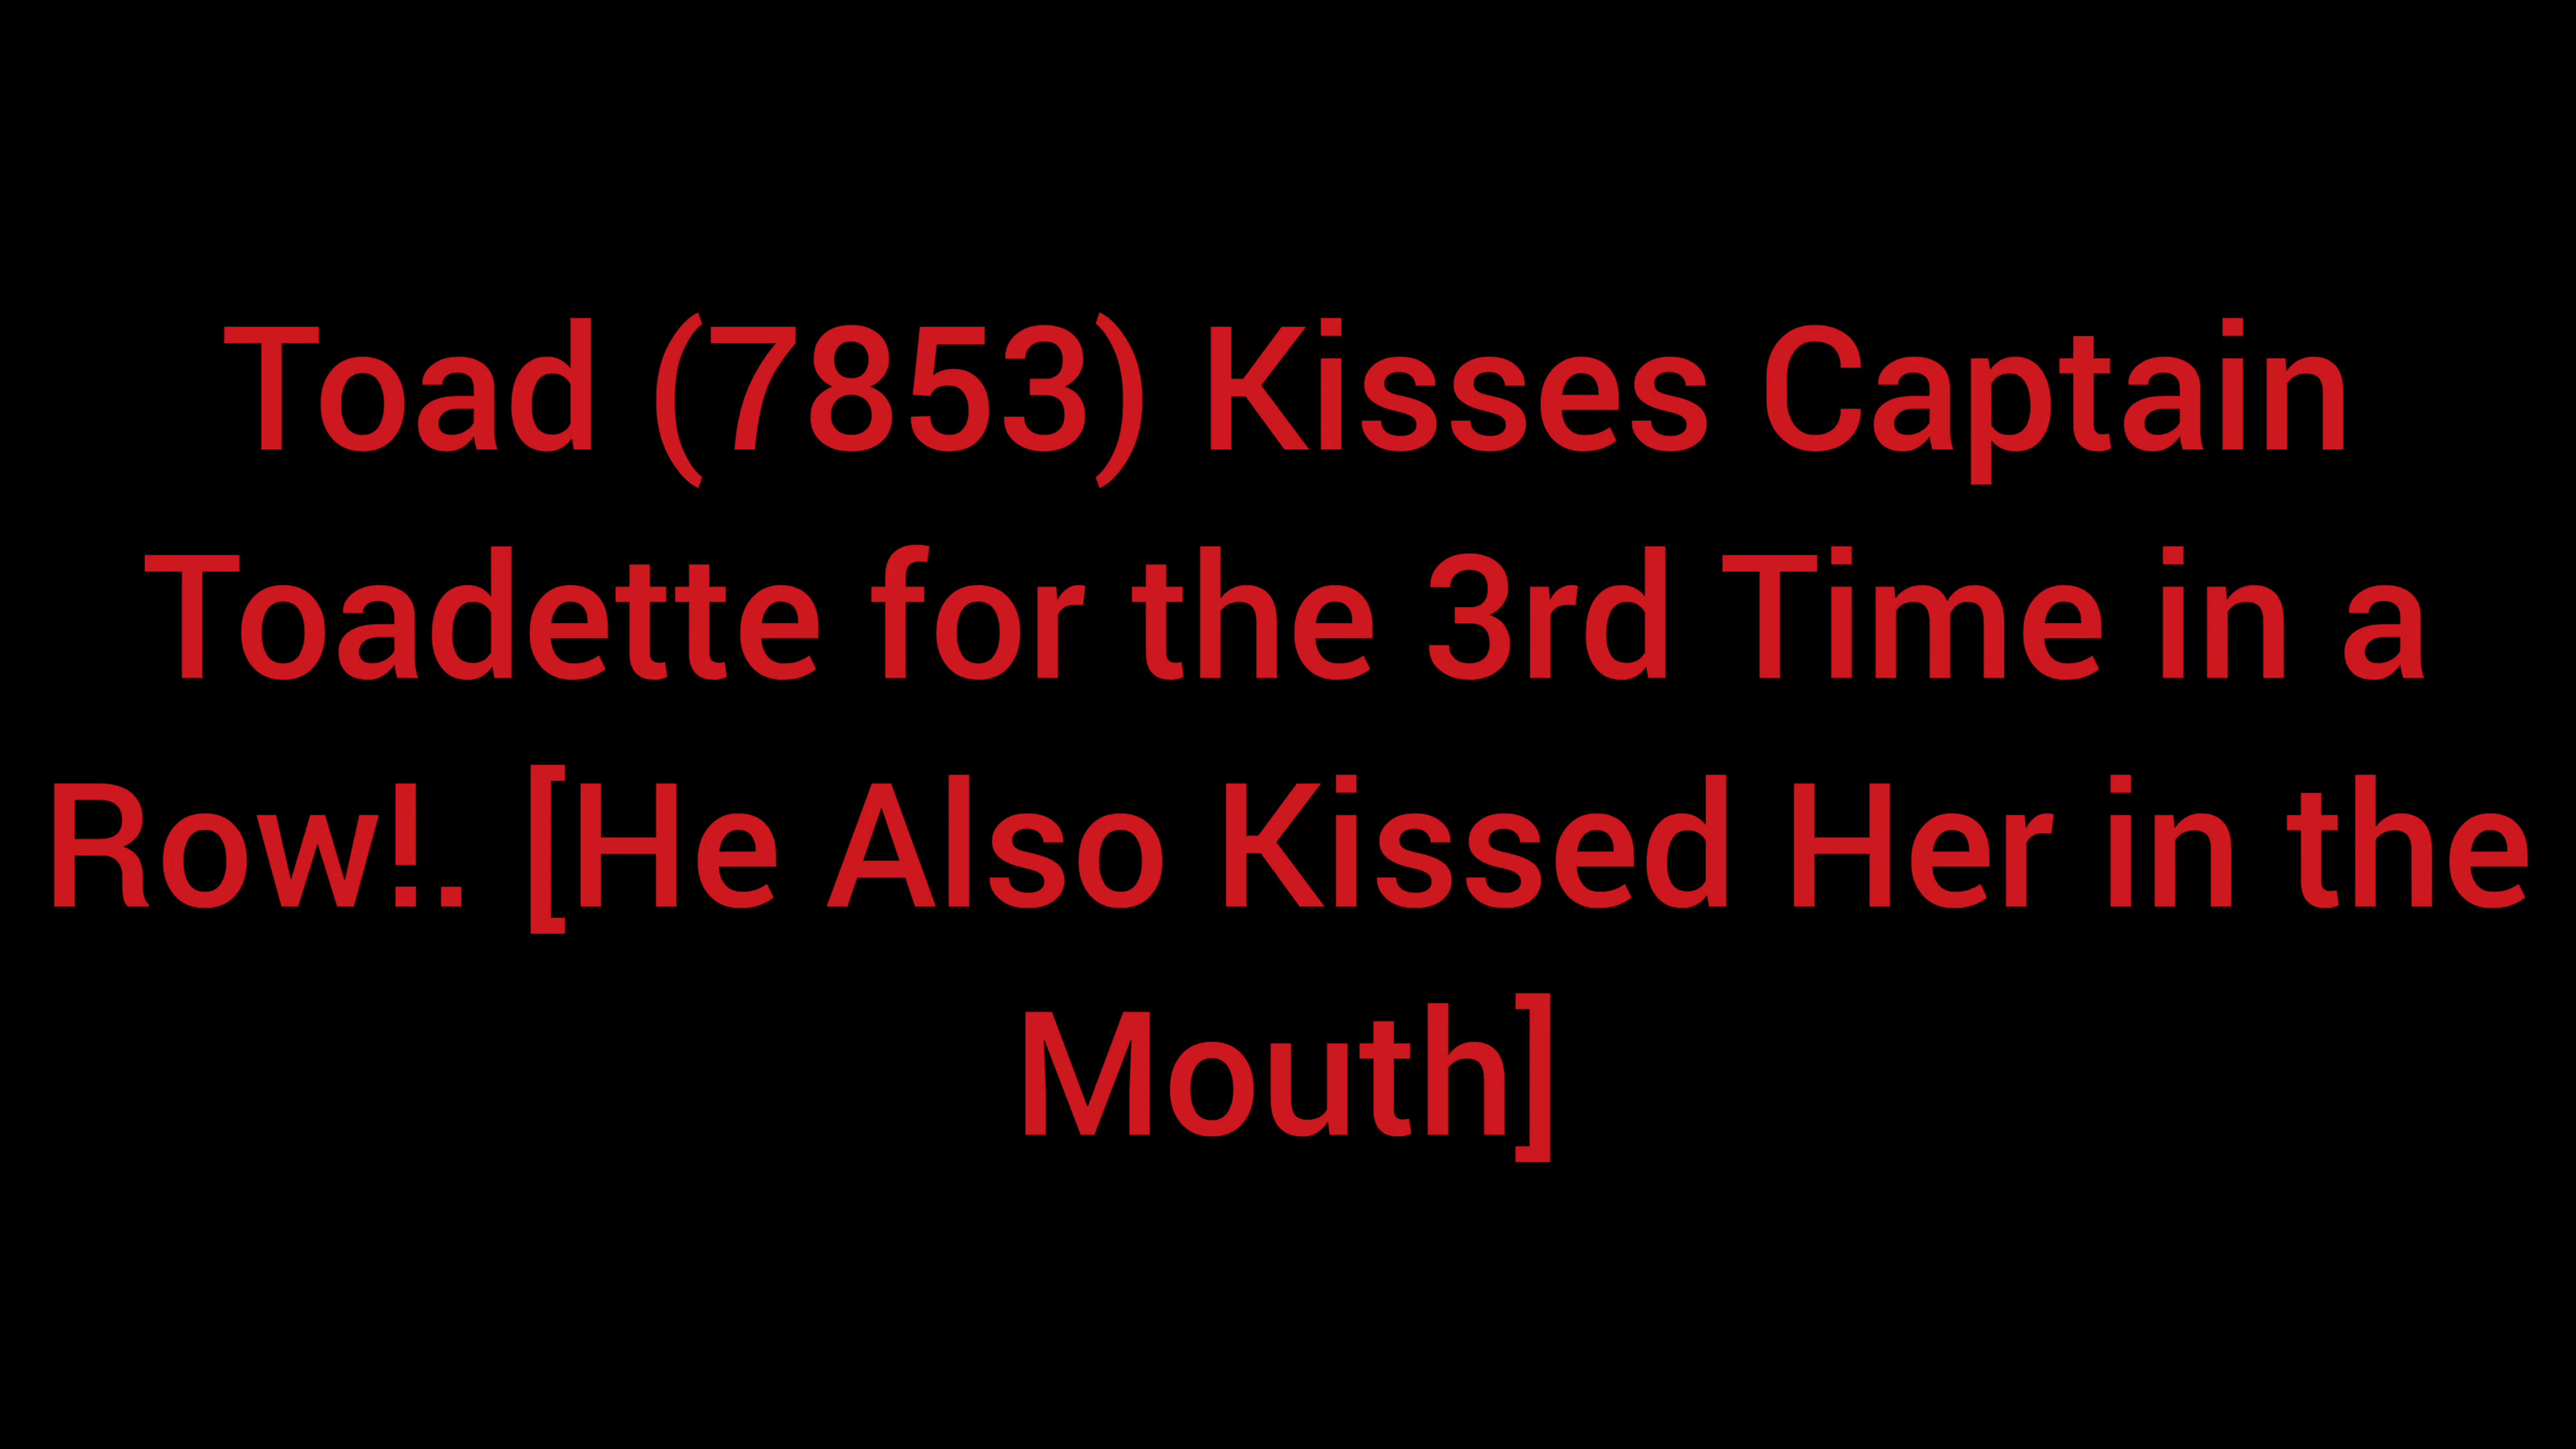 Toad (7853) Kisses Captain
Toadette for the 3rd Time in a
Row!. [He Also Kissed Her in the
Mouth]